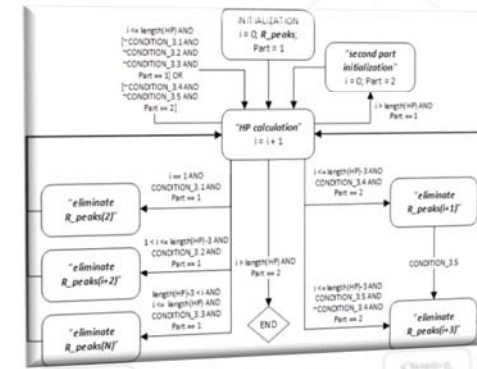 INITIALIZATION
i = 0; R_peaks;
Part = 1
i <= length(HP) AND
[~CONDITION_3.1 AND
~CONDITION_3.2 AND
~CONDITION_3.3 AND
Part == 1] OR
[~CONDITION_3.4 AND
~CONDITION_3.5 AND
Part == 2]
"second part
initialization"
i = 0; Part = 2
i > length(HP) AND
Part == 1
"HP calculation"
i = i + 1
i == 1 AND
CONDITION_3.1 AND
Part == 1
"eliminate
R_peaks(2)"
1 < i <= length(HP)-3 AND
CONDITION_3.2 AND
Part == 1
"eliminate
R_peaks(i+2)"
length(HP)-3 < i AND
i <= length(HP) AND
CONDITION_3.3 AND
Part == 1
"eliminate
R_peaks(N)"
i > length(HP) AND
Part == 2
END
i <= length(HP)-3 AND
CONDITION_3.4 AND
Part == 2
"eliminate
R_peaks(i+1)"
CONDITION_3.5
i <= length(HP)-3 AND
CONDITION_3.5 AND
~CONDITION_3.4 AND
Part == 2
"eliminate
R_peaks(i+3)"